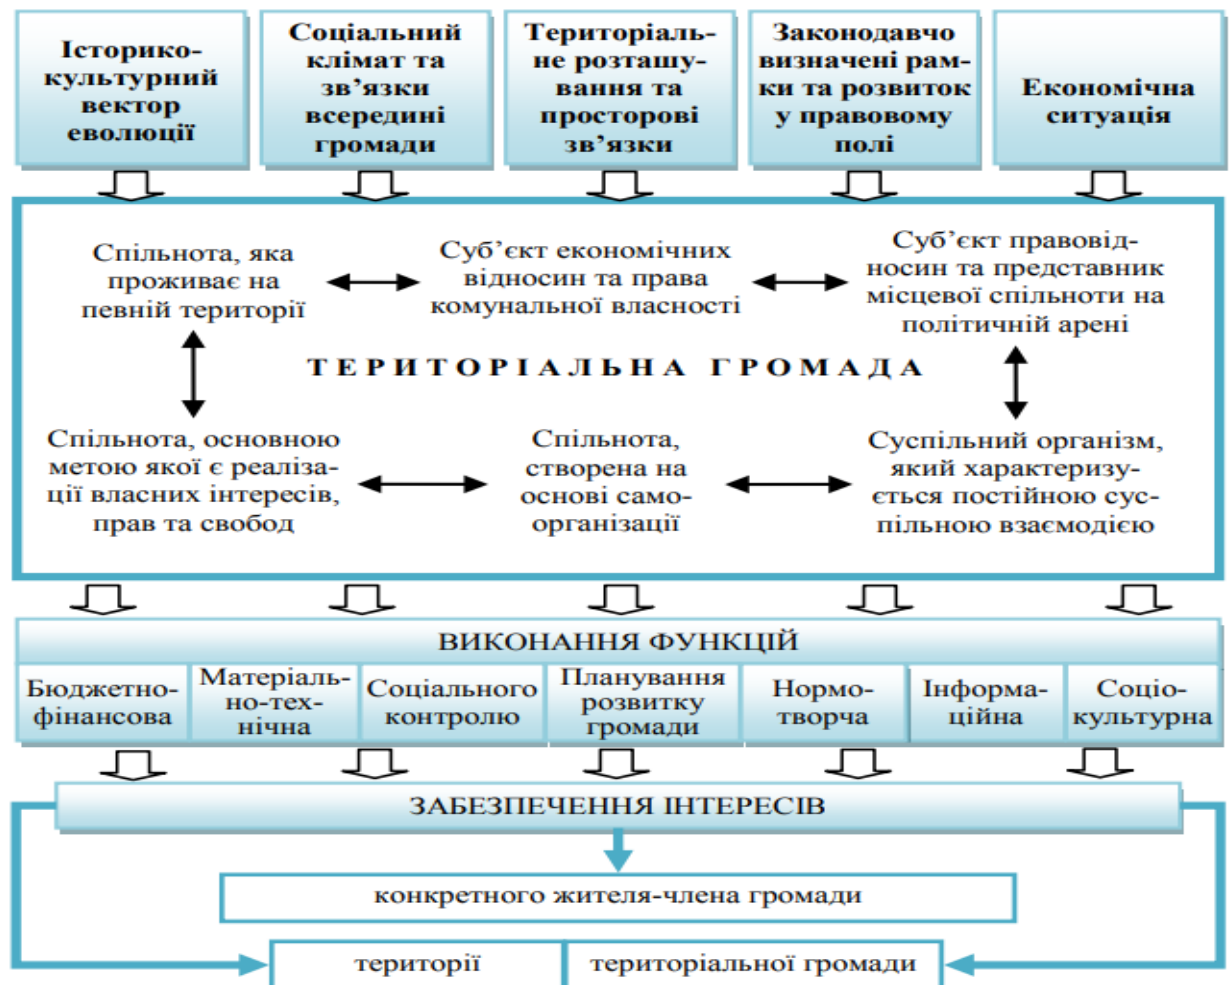 Історико-
культурний
вектор
еволюції
Соціальний
клімат та
зв’язки
всередині
громади
Територіаль-
не розташу-
вання та
просторові
зв’язки
Законодавчо
визначені рам-
ки та розвиток
у правовому
полі
Економічна
ситуація
Спільнота, яка
проживає на
певній території
Суб’єкт економічних
відносин та права
комунальної власності
Суб’єкт правовід-
носин та представник
місцевої спільноти на
політичній арені
ТЕРИТОРІАЛЬНА ГРОМАДА
Спільнота, основною
метою якої є реаліза-
ції власних інтересів,
прав та свобод
Спільнота,
створена на
основі само-
організації
Суспільний організм,
який характеризу-
ється постійною сус-
пільною взаємодією
ВИКОНАННЯ ФУНКЦІЙ
Бюджетно-
фінансова
Матеріаль-
но-тех-
нічна
Соціального
контролю
Планування
розвитку
громади
Нормо-
творча
Інформа-
ційна
Соціо-
культурна
ЗАБЕЗПЕЧЕННЯ ІНТЕРЕСІВ
конкретного жителя-члена громади
території
територіальної громади